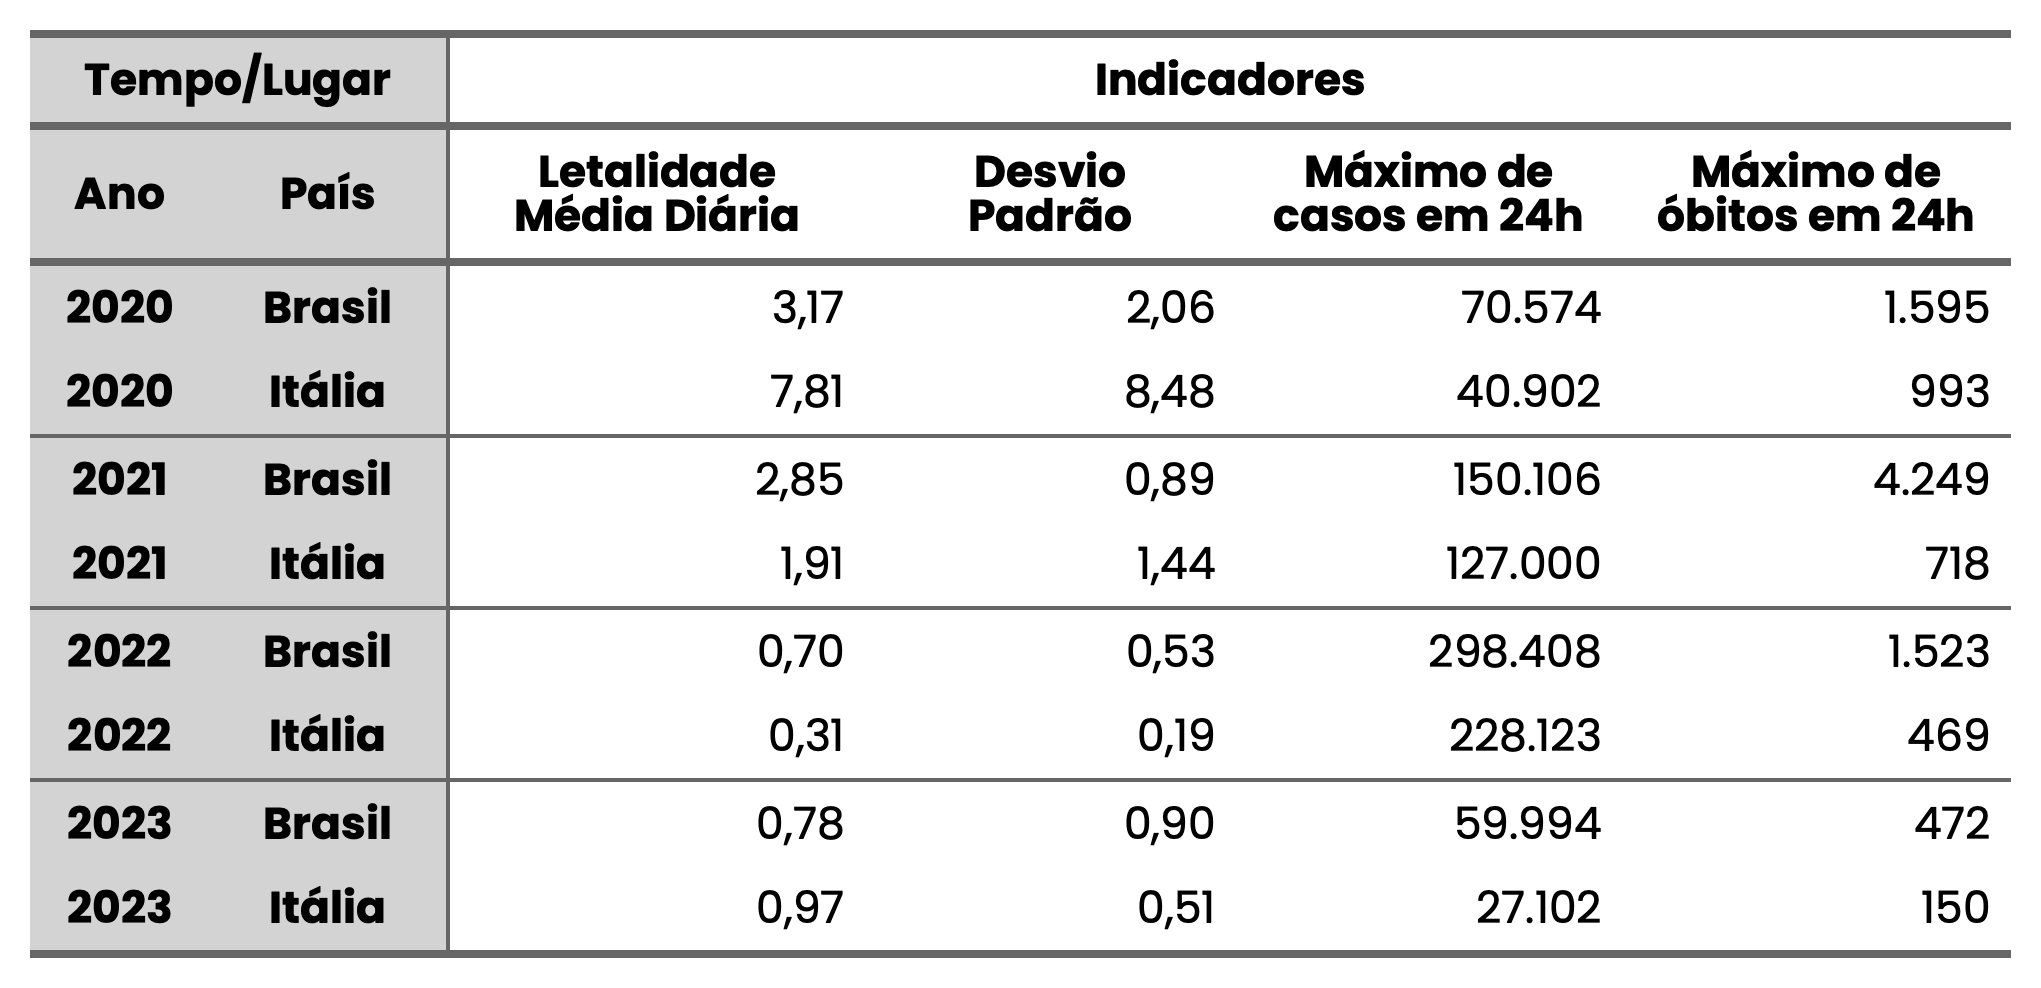 Tempo/Lugar Indicadores
Ano País Letalidade Média Diária Desvio Padrão Máximo de casos em 24h Máximo de óbitos em 24h
2020 Brasil 3,17 2,06 70.574 1.595
2020 Itália 7,81 8,48 40.902 993
2021 Brasil 2,85 0,89 150.106 4.249
2021 Itália 1,91 1,44 127.000 718
2022 Brasil 0,70 0,53 298.408 1.523
2022 Itália 0,31 0,19 228.123 469
2023 Brasil 0,78 0,90 59.994 472
2023 Itália 0,97 0,51 27.102 150